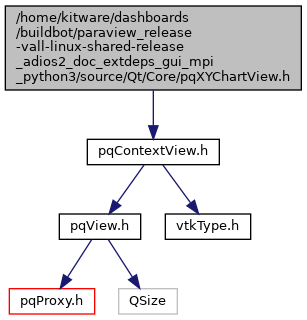 /home/kitware/dashboards
/buildbot/paraview_release
-vall-linux-shared-release
_adios2_doc_extdeps_gui_mpi
_python3/source/Qt/Core/pqXYChartView.h
pqContextView.h
pqView.h
vtkType.h
pqProxy.h
QSize